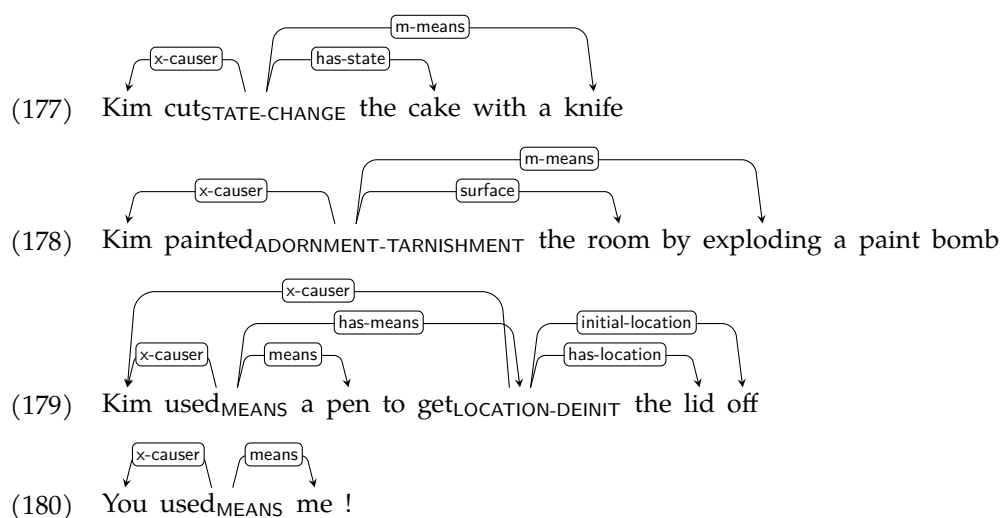 m-means
x-causer has-state
(177) Kim cutSTATE-CHANGE the cake with a knife
m-means
x-causer surface
(178) Kim paintedADORNMENT-TARNISHMENT the room by exploding a paint bomb
x-causer
has-means initial-location
x-causer means has-location
(179) Kim usedMEANS a pen to getLOCATION-DEINIT the lid off
x-causer means
(180) You usedMEANS me !